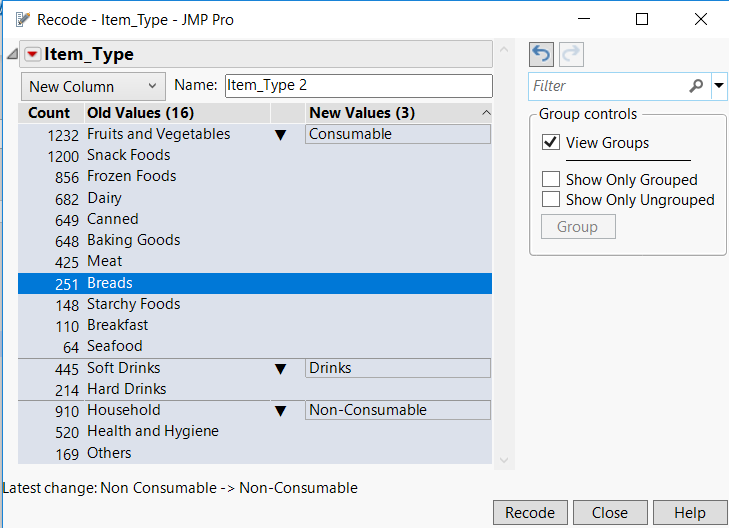 Recode - Item_Type - JMP Pro
Item_Type
New Column Name: Item_Type 2
Count Old Values (16) New Values (3)
1232 Fruits and Vegetables Consumable
1200 Snack Foods
856 Frozen Foods
682 Dairy
649 Canned
648 Baking Goods
425 Meat
251 Breads
148 Starchy Foods
110 Breakfast
64 Seafood
445 Soft Drinks Drinks
214 Hard Drinks
910 Household Non-Consumable
520 Health and Hygiene
169 Others
Filter
Group controls
View Groups
Show Only Grouped
Show Only Ungrouped
Group
Latest change: Non Consumable -> Non-Consumable
Recode Close Help